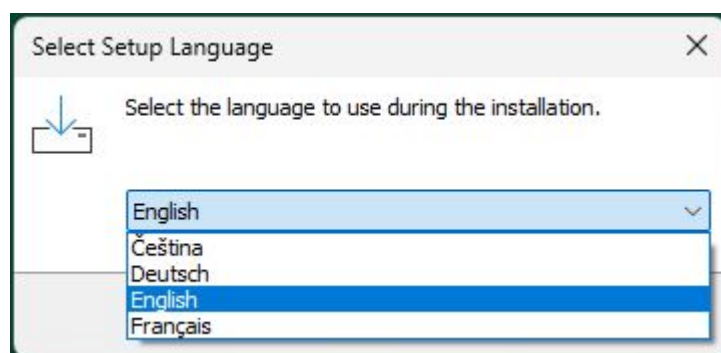 Select Setup Language
Select the language to use during the installation.
English
Čeština
Deutsch
English
Français